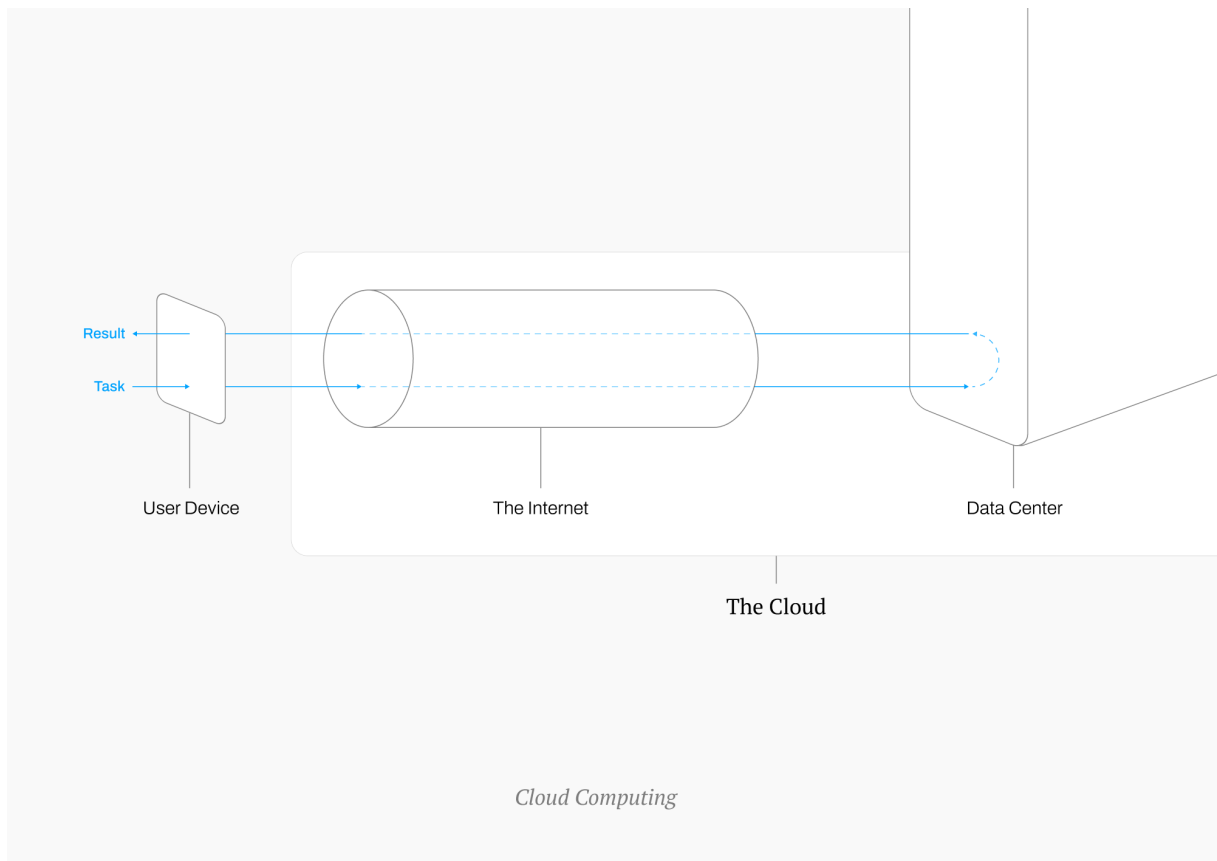 Result
Task
User Device
The Internet
Data Center
The Cloud
Cloud Computing